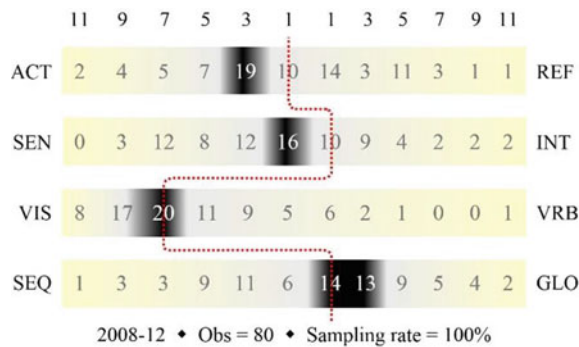 11 9 7 5 3 1 1 3 5 7 9 11
ACT 2 4 5 7 19 10 14 3 11 3 1 1 REF
SEN 0 3 12 8 12 16 10 9 4 2 2 2 INT
VIS 8 17 20 11 9 5 6 2 1 0 0 1 VRB
SEQ 1 3 3 9 11 6 14 13 9 5 4 2 GLO
2008-12 ◆ Obs = 80 ◆ Sampling rate = 100%